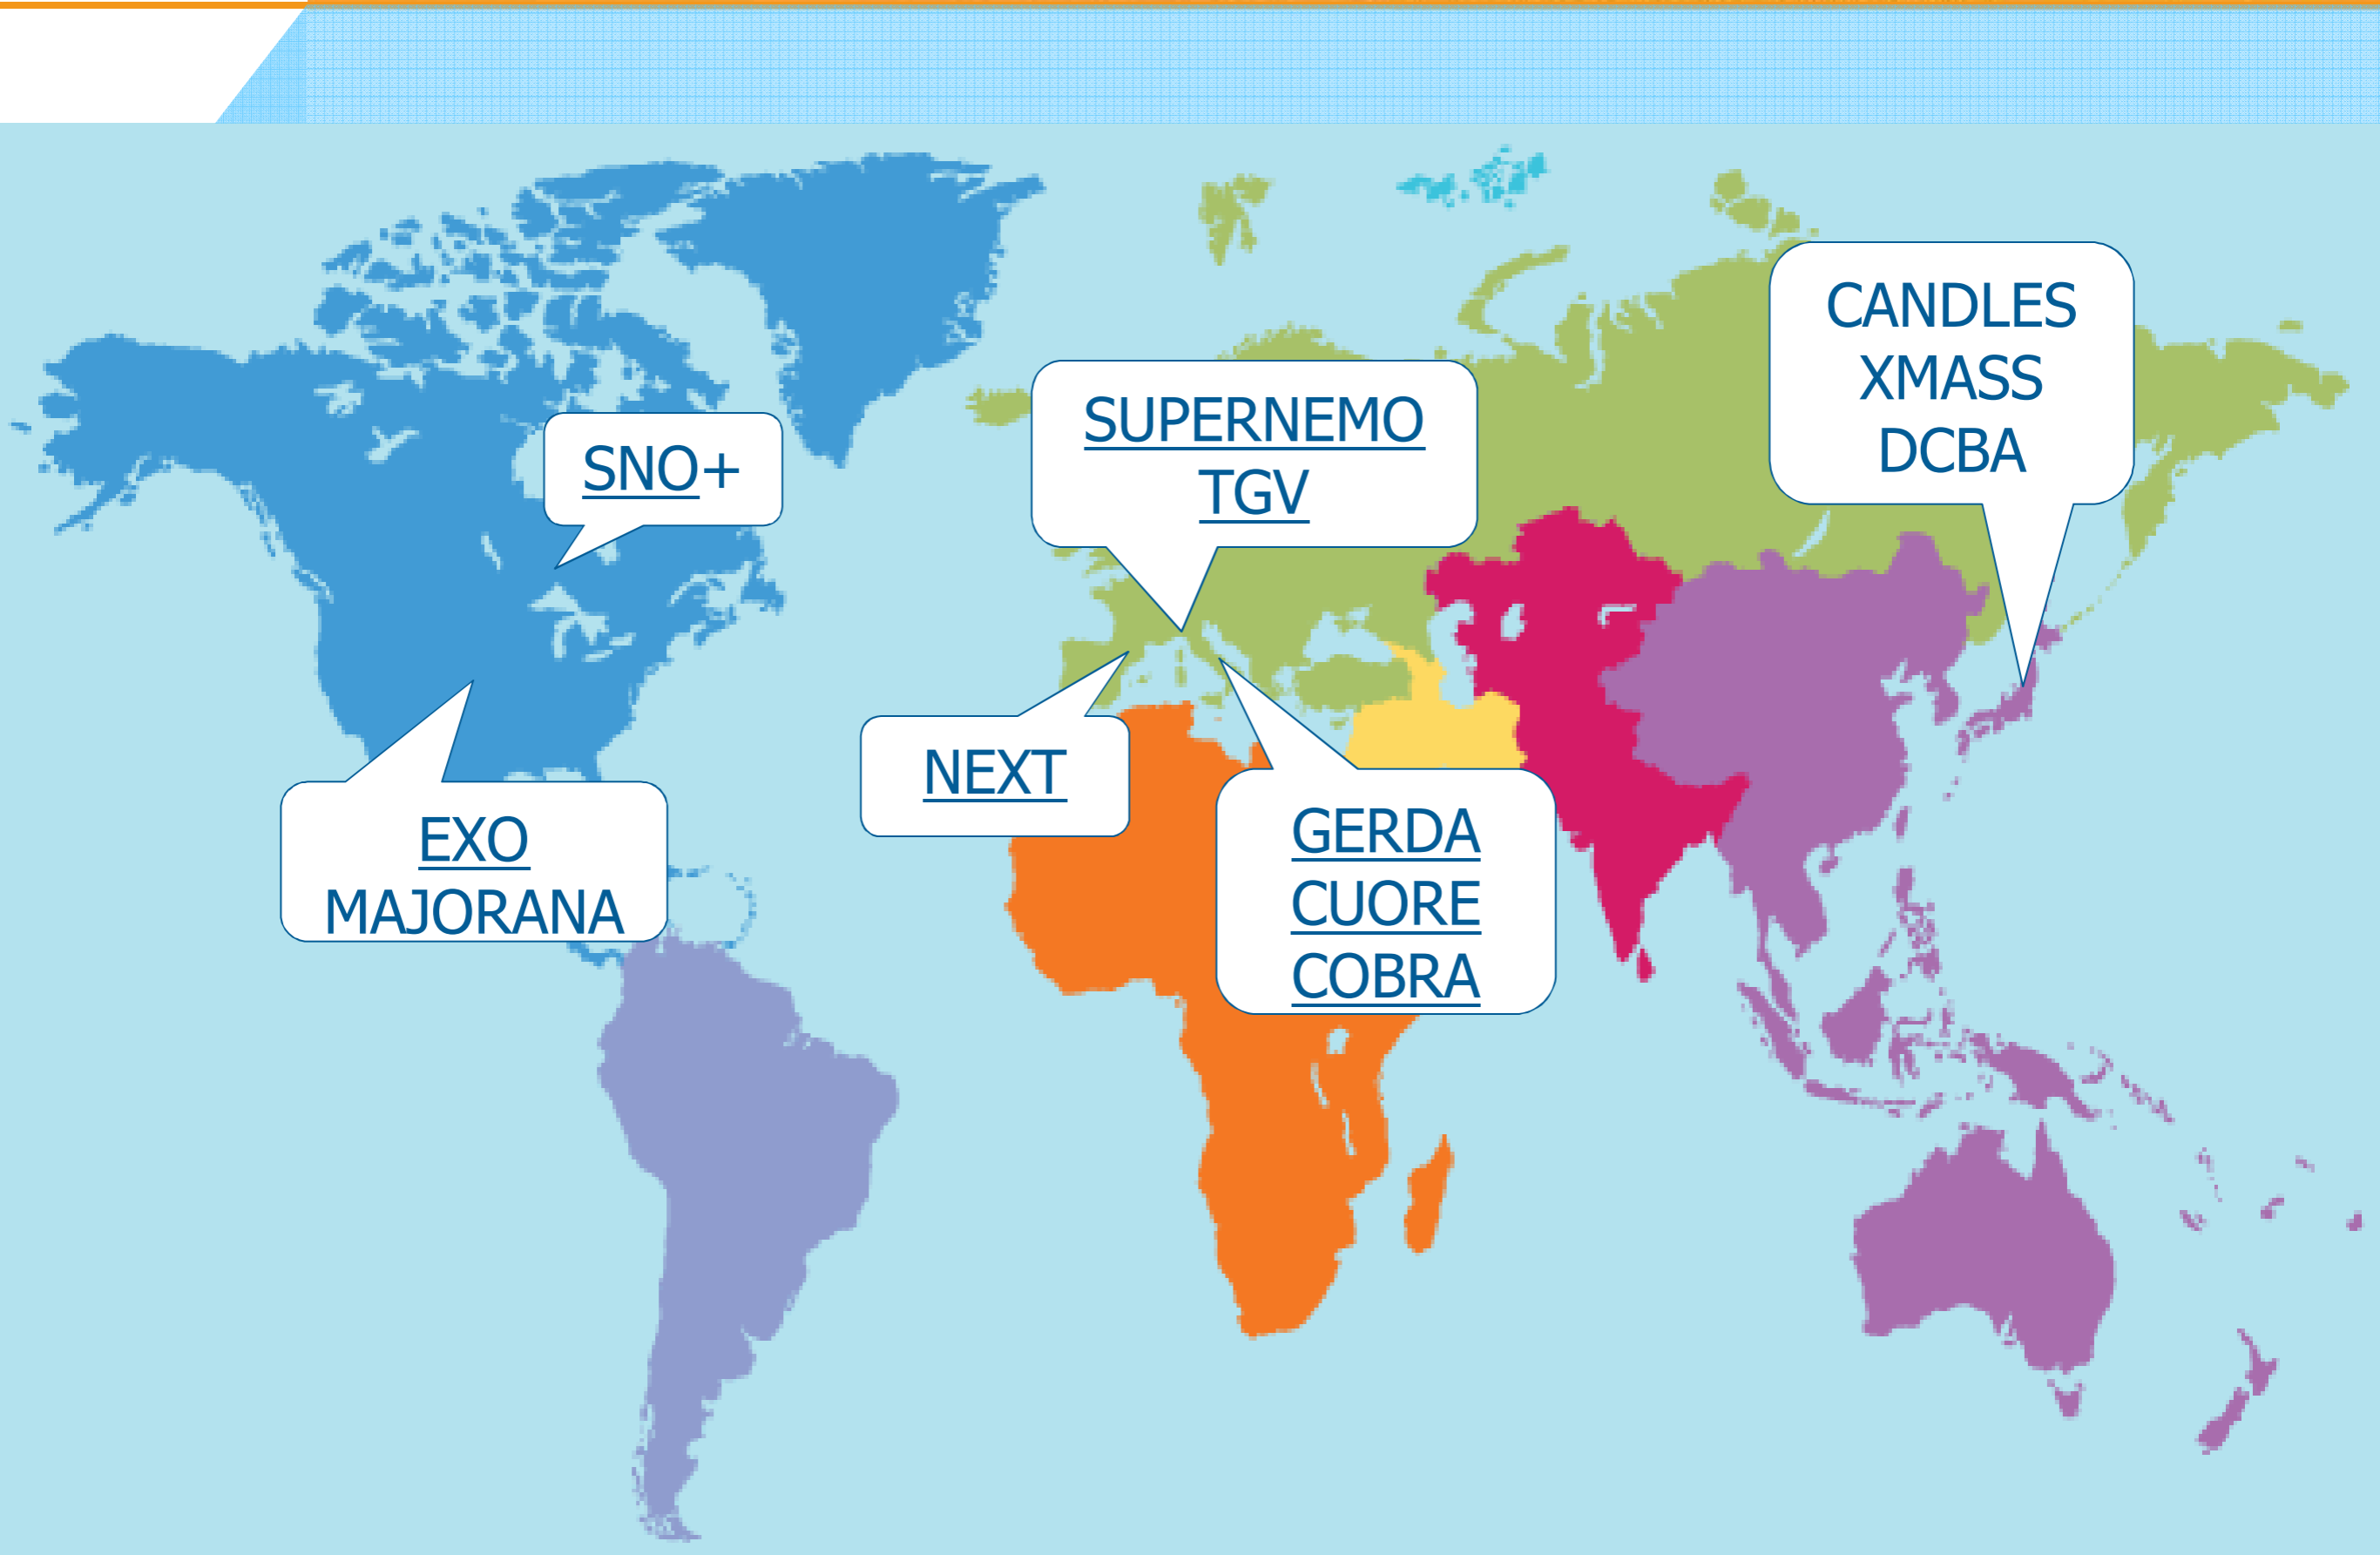 SNO+
SUPERNEMO
TGV
CANDLES
XMASS
DCBA
EXO
MAJORANA
NEXT
GERDA
CUORE
COBRA